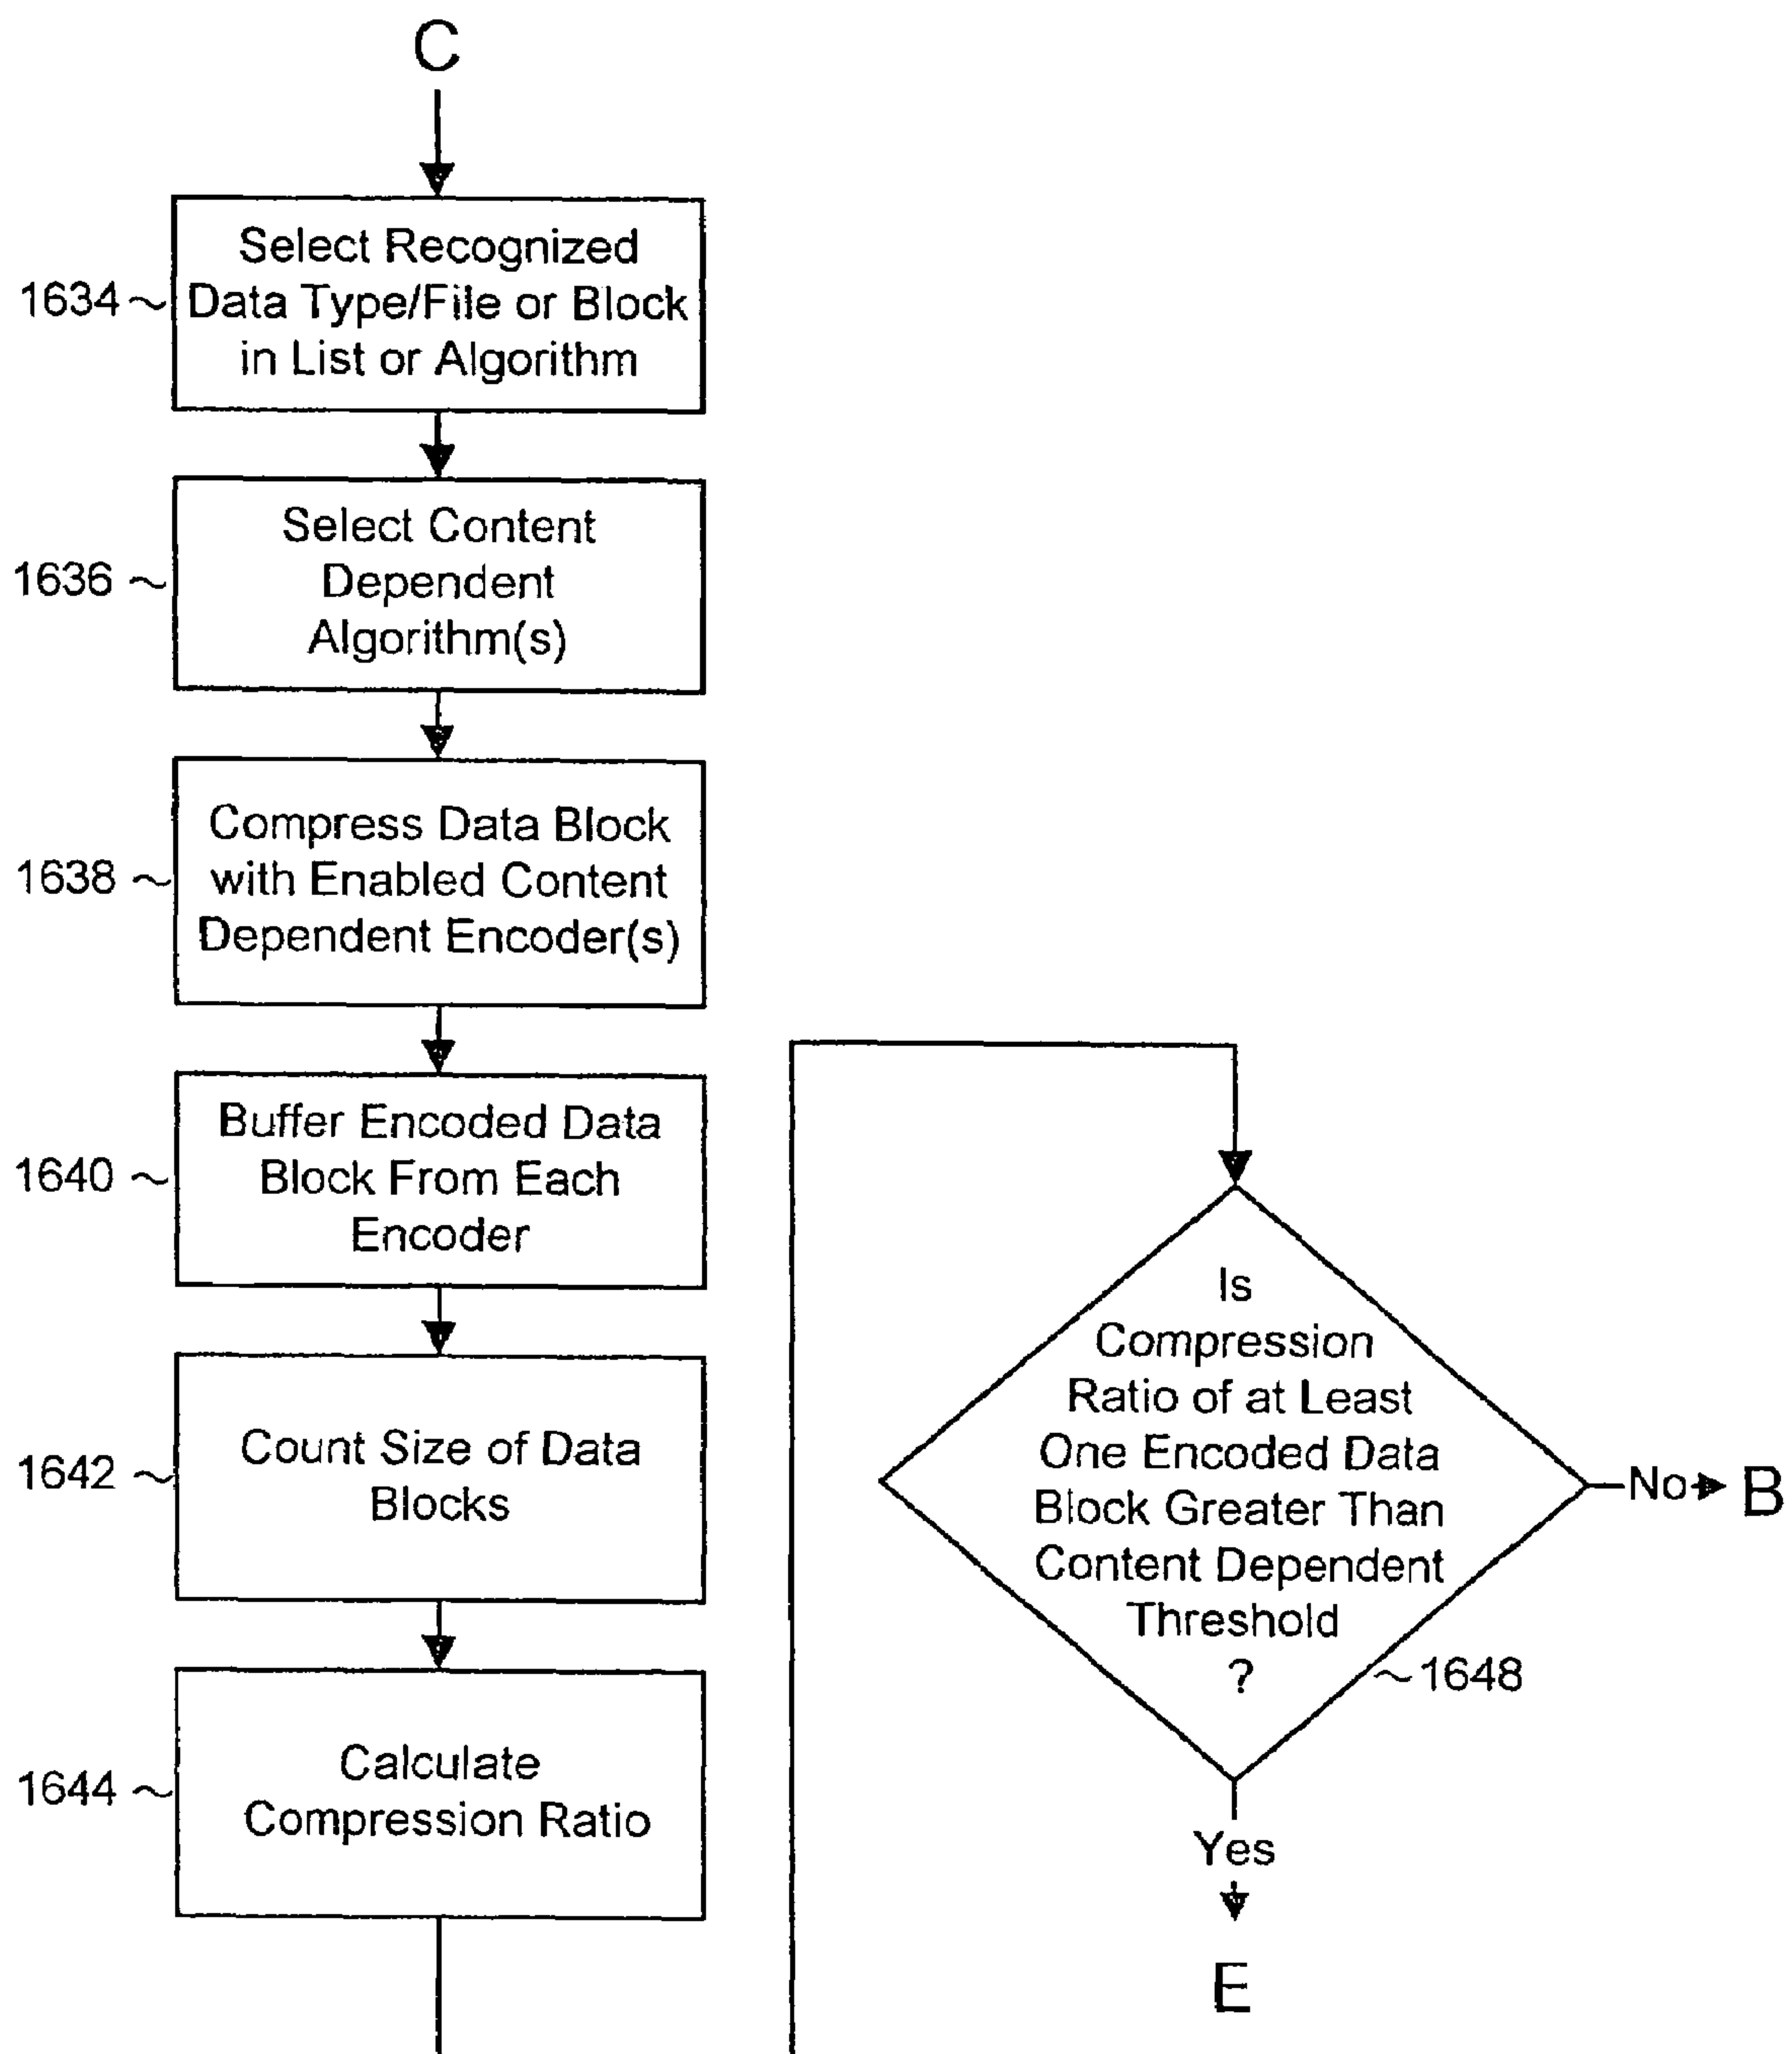 C
Select Recognized
1634 ~ Data Type/File or Block
in List or Algorithm
Select Content
1636 ~ Dependent
Algorithm(s)
Compress Data Block
1638 ~ with Enabled Content
Dependent Encoder(s)
Buffer Encoded Data
1640 ~ Block From Each
Encoder
1642 ~ Count Size of Data
Blocks
1644 ~ Calculate
Compression Ratio
Is
Compression
Ratio of at Least
One Encoded Data
Block Greater Than
Content Dependent
Threshold
?
~1648
No
B
Yes
E